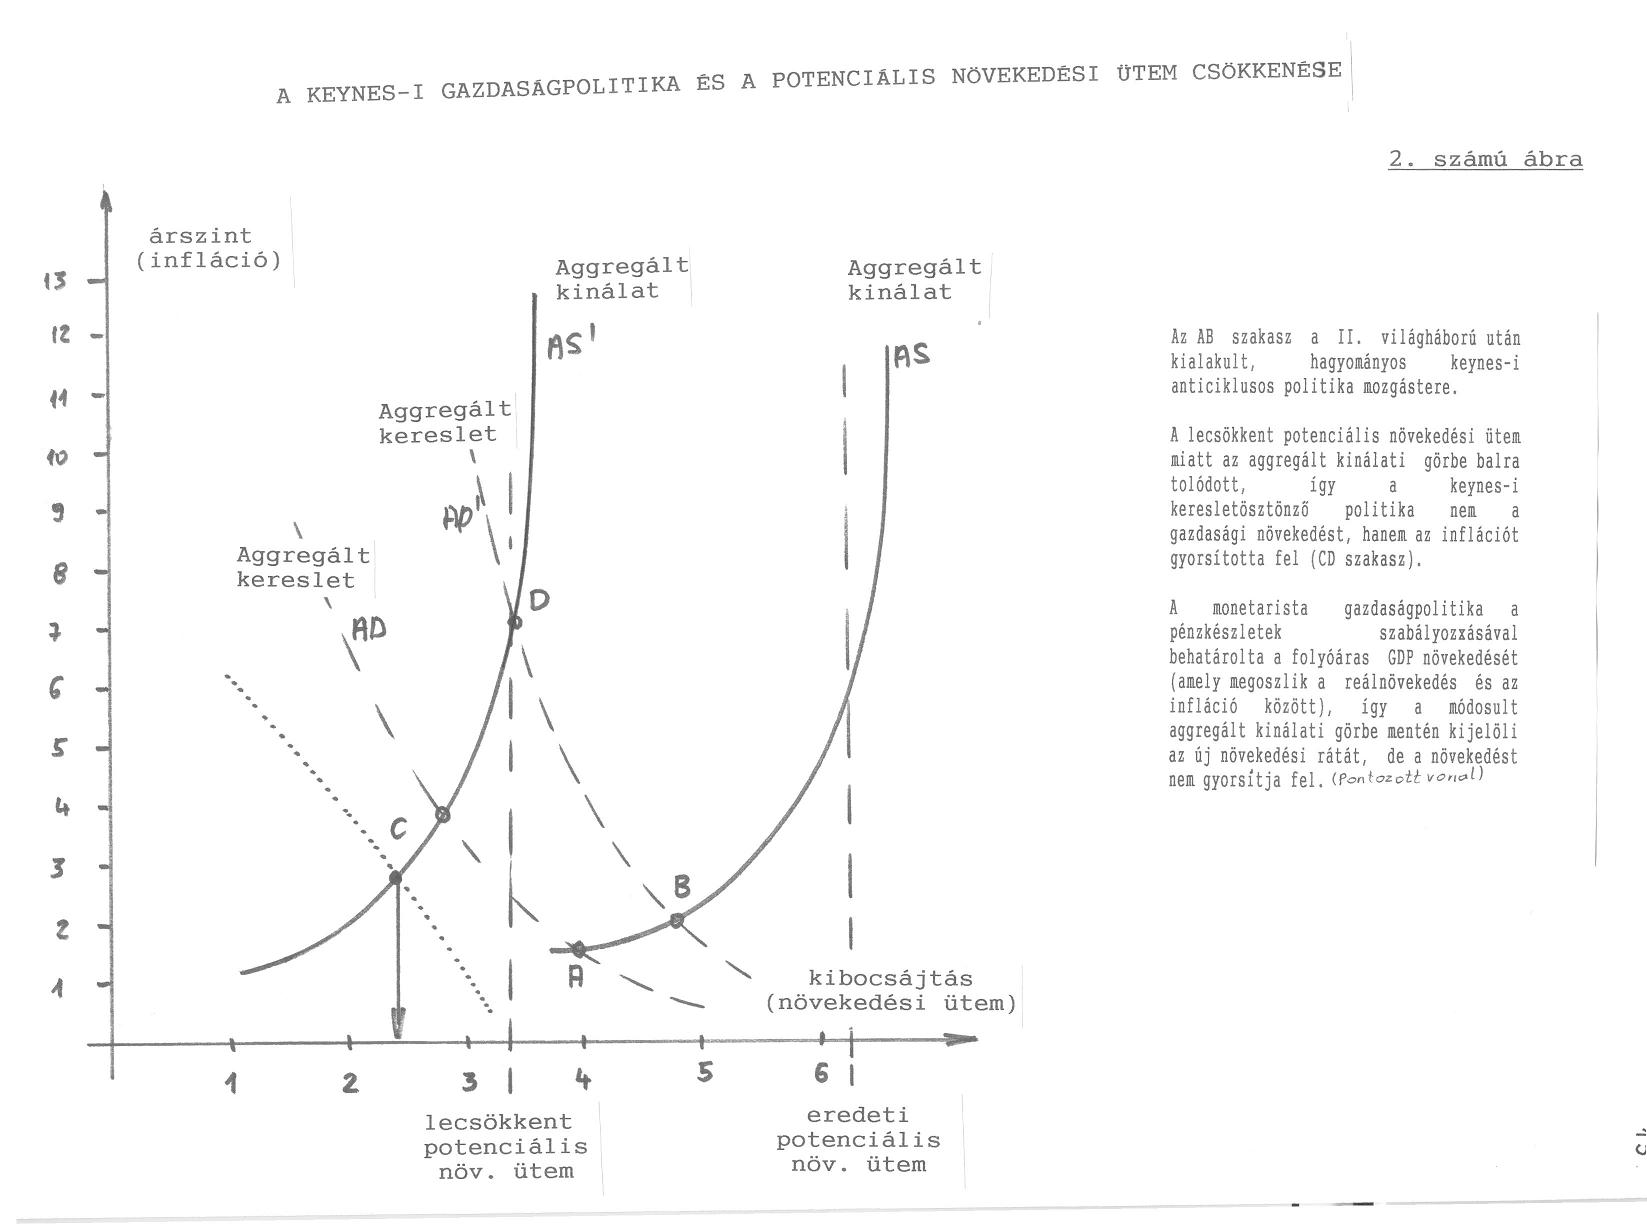 A KEYNES-I GAZDASÁGPOLITIKA ÉS A POTENCIÁLIS NÖVEKEDÉSI ÜTEM CSÖKKENÉSE
2. számú ábra
árszint
(infláció)
13
12
11
10
9
8
7
6
5
4
3
2
1
Aggregált
kinálat
AS'
Aggregált
kinálat
AS
Aggregált
kereslet
AD'
Aggregált
kereslet
AD
D
C
B
A
kibocsájtás
(növekedési ütem)
1
2
3
4
5
6
lecsökkent
potenciális
növ. ütem
eredeti
potenciális
növ. ütem
Az AB szakasz a II. világháború után
kialakult, hagyományos keynes-i
anticiklusos politika mozgástere.
A lecsökkent potenciális növekedési ütem
miatt az aggregált kinálati görbe balra
tolódott, így a keynes-i
keresletösztönző politika nem a
gazdasági növekedést, hanem az inflációt
gyorsította fel (CD szakasz).
A monetarista gazdaságpolitika a
pénzkészletek szabályozxásával
behatárolta a folyóáras GDP növekedését
(amely megoszlik a reálnövekedés és az
infláció között), így a módosult
aggregált kinálati görbe mentén kijelöli
az új növekedési rátát, de a növekedést
nem gyorsítja fel. (Pontozott vonal)